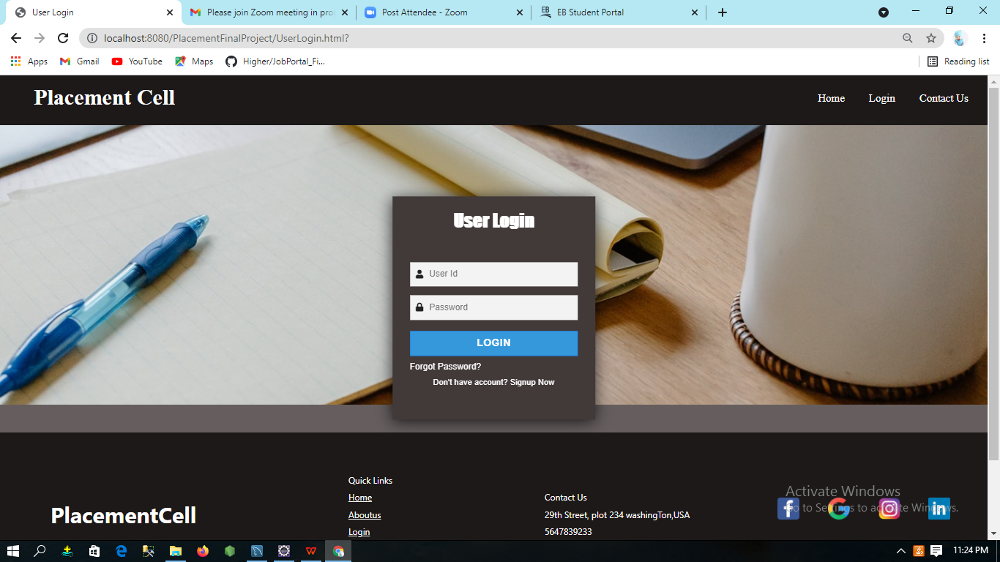 User Login
Please join Zoom meeting in pro
Post Attendee - Zoom
EB
EB Student Portal
localhost:8080/PlacementFinalProject/UserLogin.html?
Apps
Gmail
YouTube
Maps
Higher/JobPortal_Fi...
Reading list
Placement Cell
Home
Login
Contact Us
User Login
User Id
Password
LOGIN
Forgot Password?
Don't have account? Signup Now
PlacementCell
Quick Links
Home
Aboutus
Login
Contact Us
29th Street, plot 234 washingTon,USA
5647839233
Activate Windows
Go to Settings to activate Windows.
11:24 PM